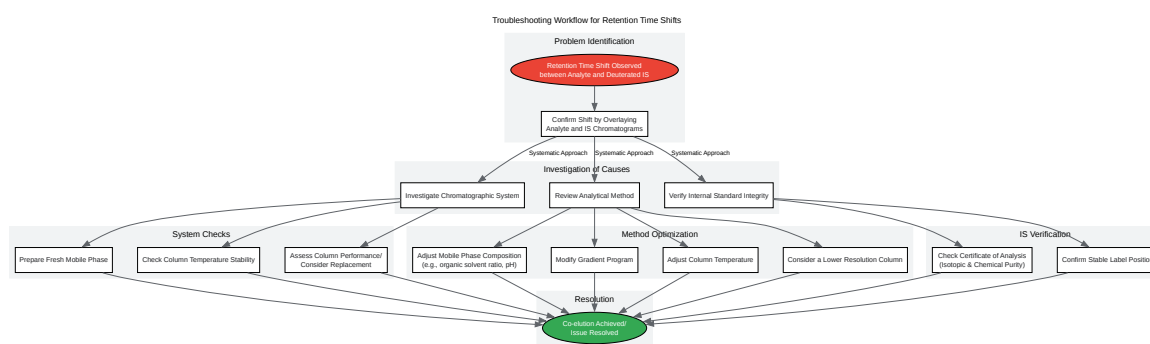 Troubleshooting Workflow for Retention Time Shifts
Problem Identification
Retention Time Shift Observed
between Analyte and Deuterated IS
Confirm Shift by Overlaying
Analyte and IS Chromatograms
Systematic Approach
Systematic Approach
Systematic Approach
Investigation of Causes
Investigate Chromatographic System
Review Analytical Method
Verify Internal Standard Integrity
System Checks
Method Optimization
IS Verification
Prepare Fresh Mobile Phase
Check Column Temperature Stability
Assess Column Performance/
Consider Replacement
Adjust Mobile Phase Composition
(e.g., organic solvent ratio, pH)
Modify Gradient Program
Adjust Column Temperature
Consider a Lower Resolution Column
Check Certificate of Analysis
(Isotopic & Chemical Purity)
Confirm Stable Label Positio
Resolution
Co-elution Achieved/
Issue Resolved